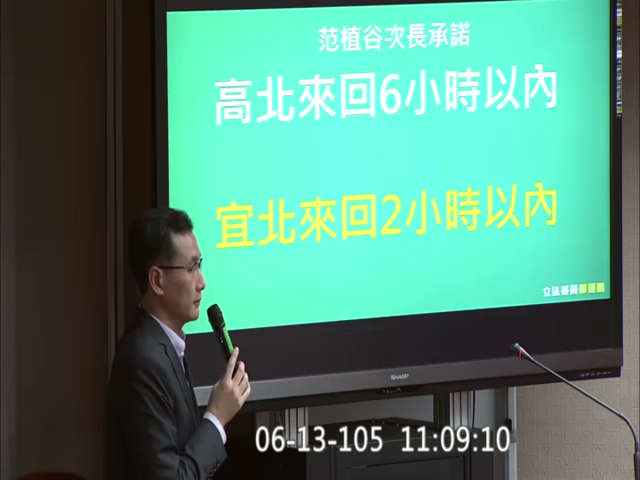 范植谷次長承諾
高北來回6小時以內
宜北來回2小時以內
立法委員
SHARP
06-13-105 11:09:10